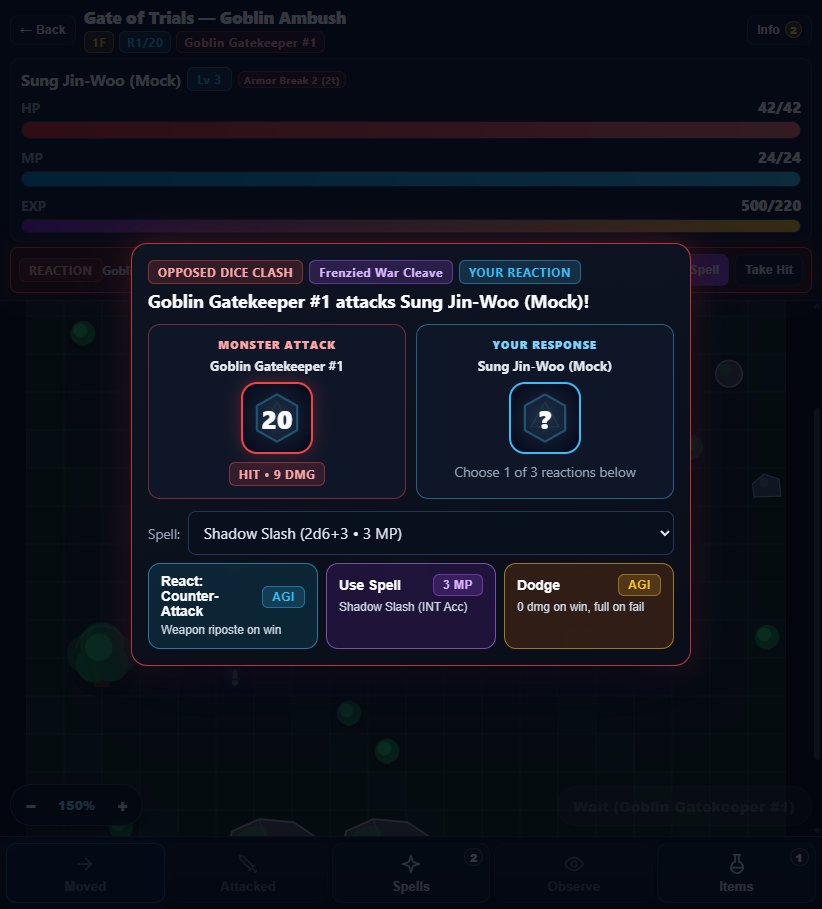 ← Back
Gate of Trials — Goblin Ambush
1F
R1/20
Goblin Gatekeeper #1
Info
2
Sung Jin-Woo (Mock)
Lv 3
Armor Break 2 (2t)
HP
42/42
MP
24/24
EXP
500/220
REACTION
Gobl
Spell
Take Hit
OPPOSED DICE CLASH
Frenzied War Cleave
YOUR REACTION
Goblin Gatekeeper #1 attacks Sung Jin-Woo (Mock)!
MONSTER ATTACK
Goblin Gatekeeper #1
20
HIT • 9 DMG
YOUR RESPONSE
Sung Jin-Woo (Mock)
?
Choose 1 of 3 reactions below
Spell:
Shadow Slash (2d6+3 • 3 MP)
React: Counter-Attack
AGI
Weapon riposte on win
Use Spell
3 MP
Shadow Slash (INT Acc)
Dodge
AGI
0 dmg on win, full on fail
− 150% +
Wait (Goblin Gatekeeper #1)
Moved
Attacked
Spells
2
Observe
Items
1